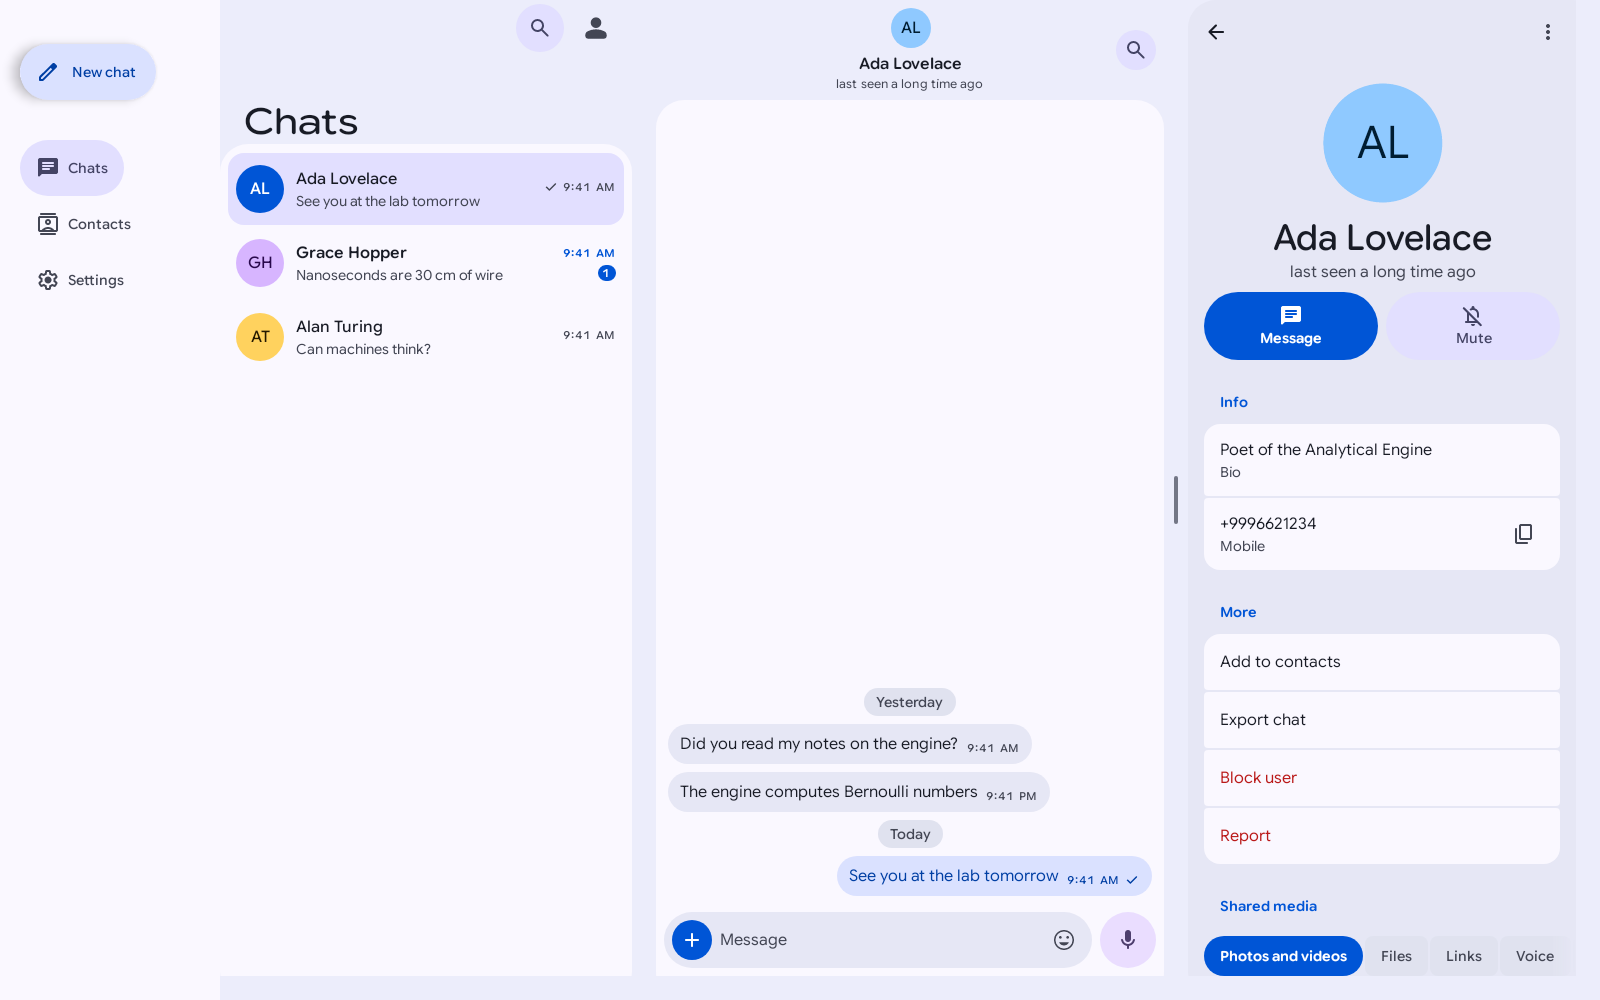 New chat
Chats
Contacts
Settings
Chats
AL
Ada Lovelace
9:41 AM
See you at the lab tomorrow
GH
Grace Hopper
9:41 AM
Nanoseconds are 30 cm of wire
1
AT
Alan Turing
9:41 AM
Can machines think?
AL
Ada Lovelace
last seen a long time ago
Yesterday
Did you read my notes on the engine? 9:41 AM
The engine computes Bernoulli numbers 9:41 PM
Today
See you at the lab tomorrow 9:41 AM
Message
AL
Ada Lovelace
last seen a long time ago
Message
Mute
Info
Poet of the Analytical Engine
Bio
+9996621234
Mobile
More
Add to contacts
Export chat
Block user
Report
Shared media
Photos and videos
Files
Links
Voice